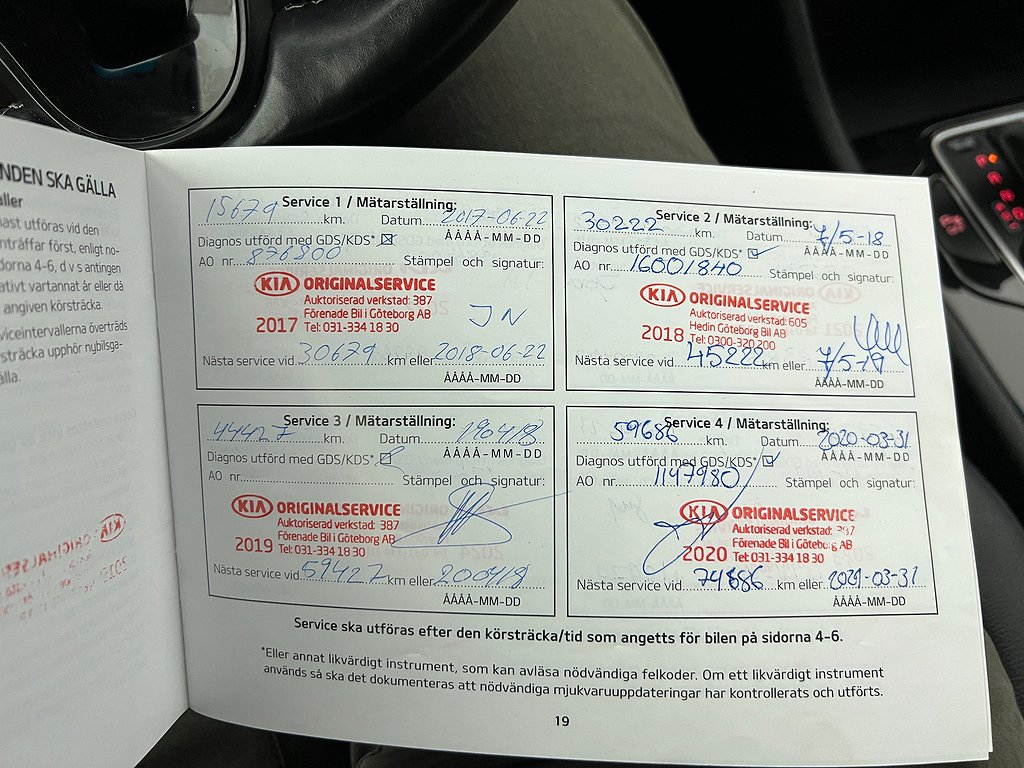 NDEN SKA GÄLLA
aller
nast utföras vid den
nträffar först, enligt no-
dorna 4-6, d v s antingen
ativt vartannat år eller då
angiven körsträcka.
viceintervallerna överträds
sträcka upphör nybilsga-
älla.
Service 1 / Mätarställning:
15679 km. Datum 2017-06-22
Diagnos utförd med GDS/KDS* ÅÅÅÅ-MM-DD
AO nr. 876800 Stämpel och signatur:
KIA ORIGINALSERVICE
Auktoriserad verkstad: 387
Förenade Bil i Göteborg AB
2017 Tel: 031-334 18 30
JN
Nästa service vid 30679 km eller 2018-06-22
ÅÅÅÅ-MM-DD
Service 2 / Mätarställning:
30222 km. Datum 7/5-18
Diagnos utförd med GDS/KDS* ÅÅÅÅ-MM-DD
AO nr. 16001840 Stämpel och signatur:
KIA ORIGINALSERVICE
Auktoriserad verkstad: 605
Hedin Göteborg Bil AB
2018 Tel: 0300-320 200
Nästa service vid 45222 km eller 7/5-19
ÅÅÅÅ-MM-DD
Service 3 / Mätarställning:
44427 km. Datum 190418
Diagnos utförd med GDS/KDS* ÅÅÅÅ-MM-DD
AO nr. Stämpel och signatur:
KIA ORIGINALSERVICE
Auktoriserad verkstad: 387
Förenade Bil i Göteborg AB
2019 Tel: 031-334 18 30
Nästa service vid 59427 km eller 200418
ÅÅÅÅ-MM-DD
Service 4 / Mätarställning:
59686 km. Datum 2020-03-31
Diagnos utförd med GDS/KDS* ÅÅÅÅ-MM-DD
AO nr. 1147980 Stämpel och signatur:
KIA ORIGINALSERVICE
Auktoriserad verkstad: 387
Förenade Bil i Göteborg AB
2020 Tel: 031-334 18 30
Nästa service vid 74686 km eller 2021-03-31
ÅÅÅÅ-MM-DD
Service ska utföras efter den körsträcka/tid som angetts för bilen på sidorna 4-6.
*Eller annat likvärdigt instrument, som kan avläsa nödvändiga felkoder. Om ett likvärdigt instrument
används så ska det dokumenteras att nödvändiga mjukvaruuppdateringar har kontrollerats och utförts.
19